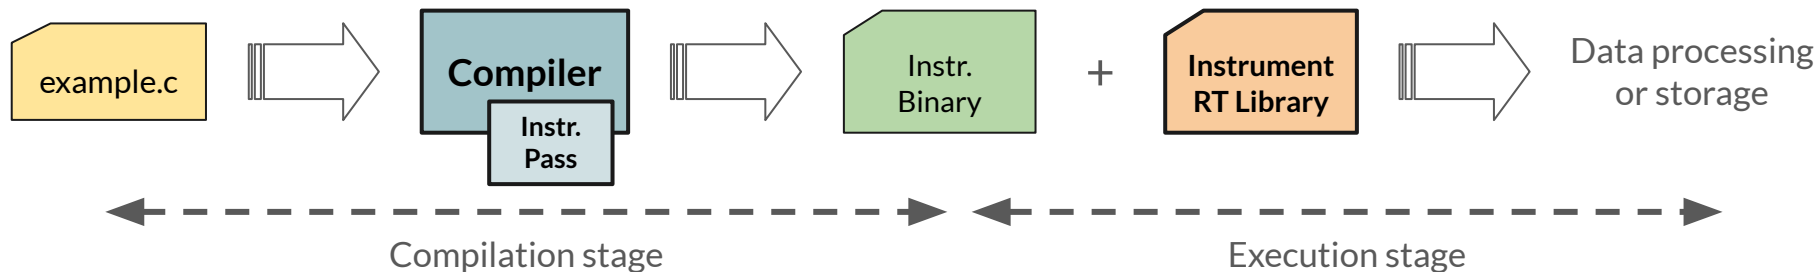 example.c
Compiler
Instr.
Pass
Instr.
Binary
+
Instrument
RT Library
Data processing
or storage
Compilation stage
Execution stage